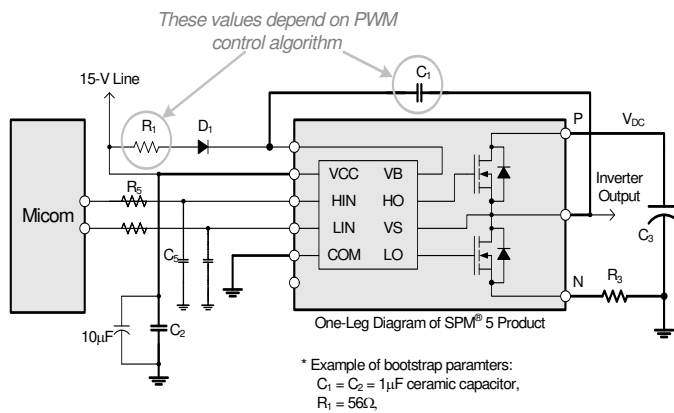 These values depend on PWM
control algorithm
15-V Line
C1
R1
D1
P
VDC
R5
Micom
VCC
VB
HIN
HO
LIN
VS
COM
LO
Inverter
Output
C5
C3
N
R3
10μF
C2
One-Leg Diagram of SPM® 5 Product
* Example of bootstrap paramters:
C1 = C2 = 1μF ceramic capacitor,
R1 = 56Ω,